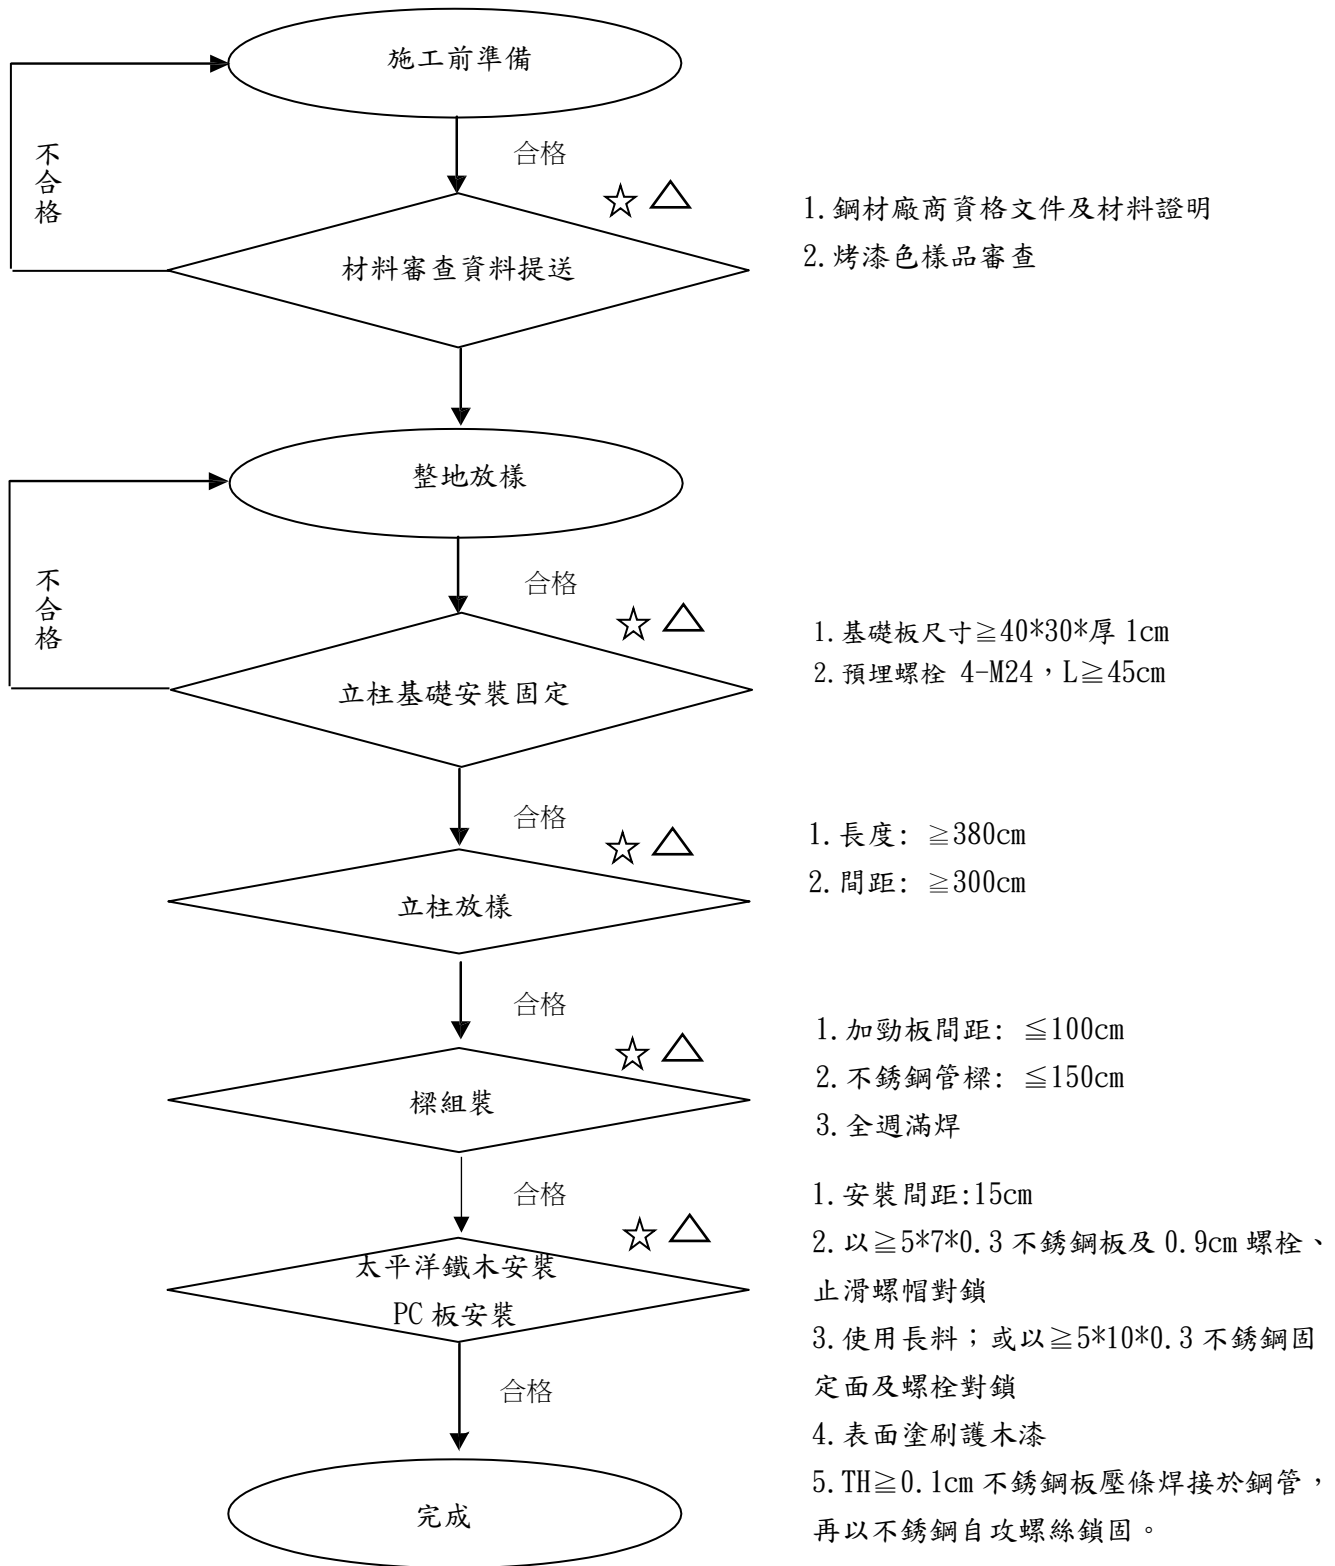 施工前準備
合格
不合格
☆△
材料審查資料提送
1.鋼材廠商資格文件及材料證明
2.烤漆色樣品審查
整地放樣
合格
不合格
☆△
立柱基礎安裝固定
1.基礎板尺寸≧40*30*厚 1cm
2.預埋螺栓 4-M24，L≧45cm
合格
☆△
立柱放樣
1.長度: ≧380cm
2.間距: ≧300cm
合格
☆△
樑組裝
1.加勁板間距: ≦100cm
2.不銹鋼管樑: ≦150cm
3.全週滿焊
合格
☆△
太平洋鐵木安裝
PC 板安裝
1.安裝間距:15cm
2.以≧5*7*0.3 不銹鋼板及 0.9cm 螺栓、
止滑螺帽對鎖
3.使用長料；或以≧5*10*0.3 不銹鋼固
定面及螺栓對鎖
4.表面塗刷護木漆
5.TH≧0.1cm 不銹鋼板壓條焊接於鋼管，
再以不銹鋼自攻螺絲鎖固。
合格
完成